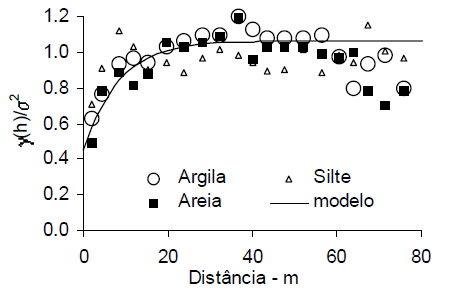 1.2
1.0
0.8
0.6
0.4
0.2
0.0
γ(h)/σ²
Argila
Silte
Areia
modelo
0 20 40 60 80
Distância - m